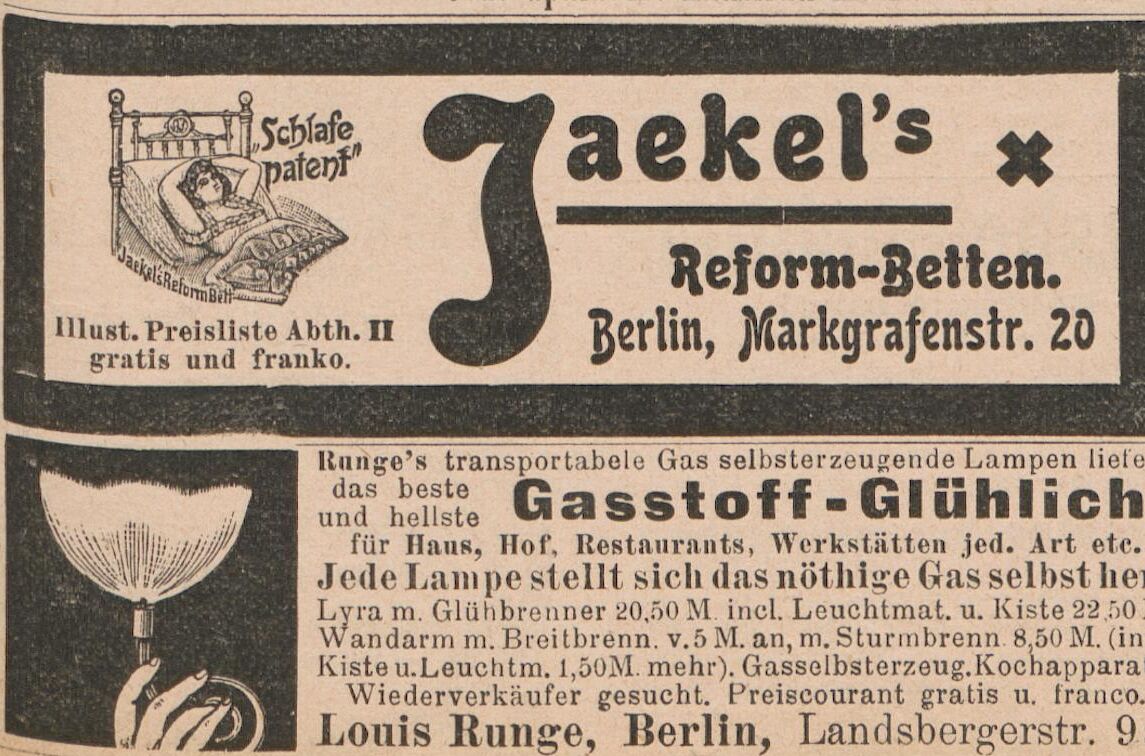 „Schlafe
patent"
Jaekel's Reform Bett
Illust. Preisliste Abth. II
gratis und franko.
Jaekel's
Reform-Betten.
Berlin, Markgrafenstr. 20
Runge's transportabele Gas selbsterzeugende Lampen liefe
das beste
und hellste
Gasstoff-Glühlich
für Haus, Hof, Restaurants, Werkstätten jed. Art etc.
Jede Lampe stellt sich das nöthige Gas selbst her
Lyra m. Glühbrenner 20,50 M. incl. Leuchtmat. u. Kiste 22,50
Wandarm m. Breitbrenn. v. 5 M. an, m. Sturmbrenn. 8,50 M. (in
Kiste u. Leuchtm. 1,50 M. mehr). Gasselbsterzeug. Kochappara
Wiederverkäufer gesucht. Preiscourant gratis u. franco
Louis Runge, Berlin, Landsbergerstr. 9